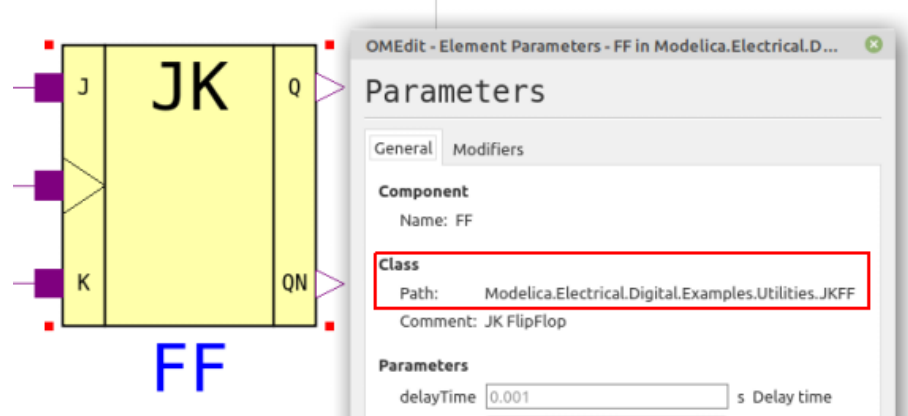 J
JK
Q
K
QN
FF
OMEdit - Element Parameters - FF in Modelica.Electrical.D...
Parameters
General Modifiers
Component
Name: FF
Class
Path: Modelica.Electrical.Digital.Examples.Utilities.JKFF
Comment: JK FlipFlop
Parameters
delayTime 0.001 s Delay time